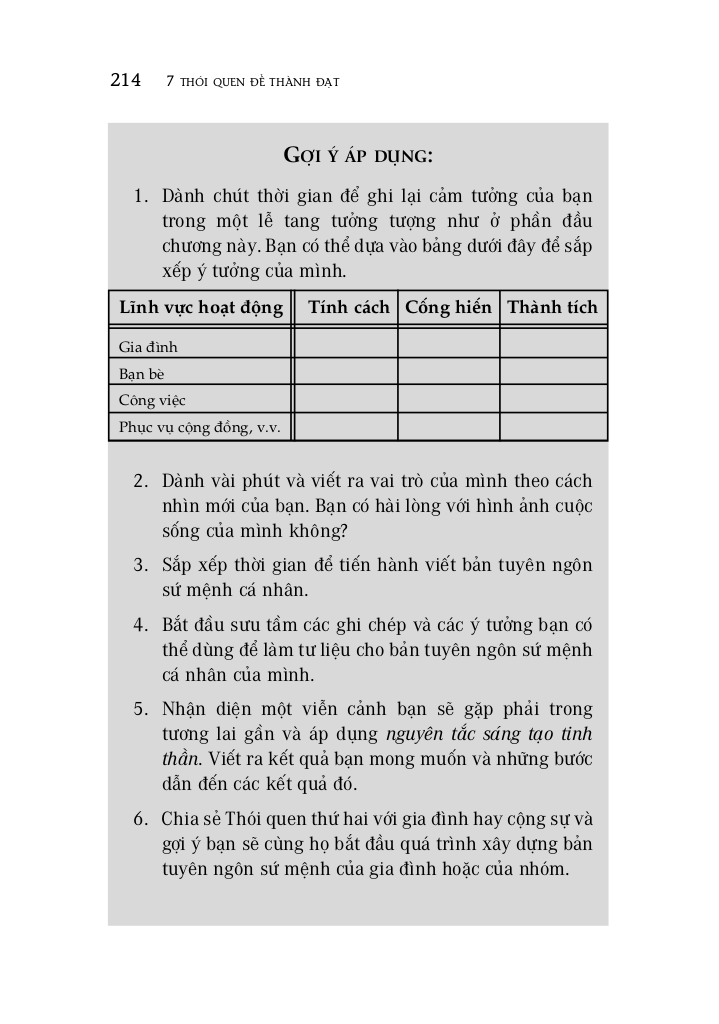 214 7 THÓI QUEN ĐỂ THÀNH ĐẠT
GỢI Ý ÁP DỤNG:
1. Dành chút thời gian để ghi lại cảm tưởng của bạn
trong một lễ tang tưởng tượng như ở phần đầu
chương này. Bạn có thể dựa vào bảng dưới đây để sắp
xếp ý tưởng của mình.
Lĩnh vực hoạt động Tính cách Cống hiến Thành tích
Gia đình
Bạn bè
Công việc
Phục vụ cộng đồng, v.v.
2. Dành vài phút và viết ra vai trò của mình theo cách
nhìn mới của bạn. Bạn có hài lòng với hình ảnh cuộc
sống của mình không?
3. Sắp xếp thời gian để tiến hành viết bản tuyên ngôn
sứ mệnh cá nhân.
4. Bắt đầu sưu tầm các ghi chép và các ý tưởng bạn có
thể dùng để làm tư liệu cho bản tuyên ngôn sứ mệnh
cá nhân của mình.
5. Nhận diện một viễn cảnh bạn sẽ gặp phải trong
tương lai gần và áp dụng nguyên tắc sáng tạo tinh
thần. Viết ra kết quả bạn mong muốn và những bước
dẫn đến các kết quả đó.
6. Chia sẻ Thói quen thứ hai với gia đình hay cộng sự và
gợi ý bạn sẽ cùng họ bắt đầu quá trình xây dựng bản
tuyên ngôn sứ mệnh của gia đình hoặc của nhóm.